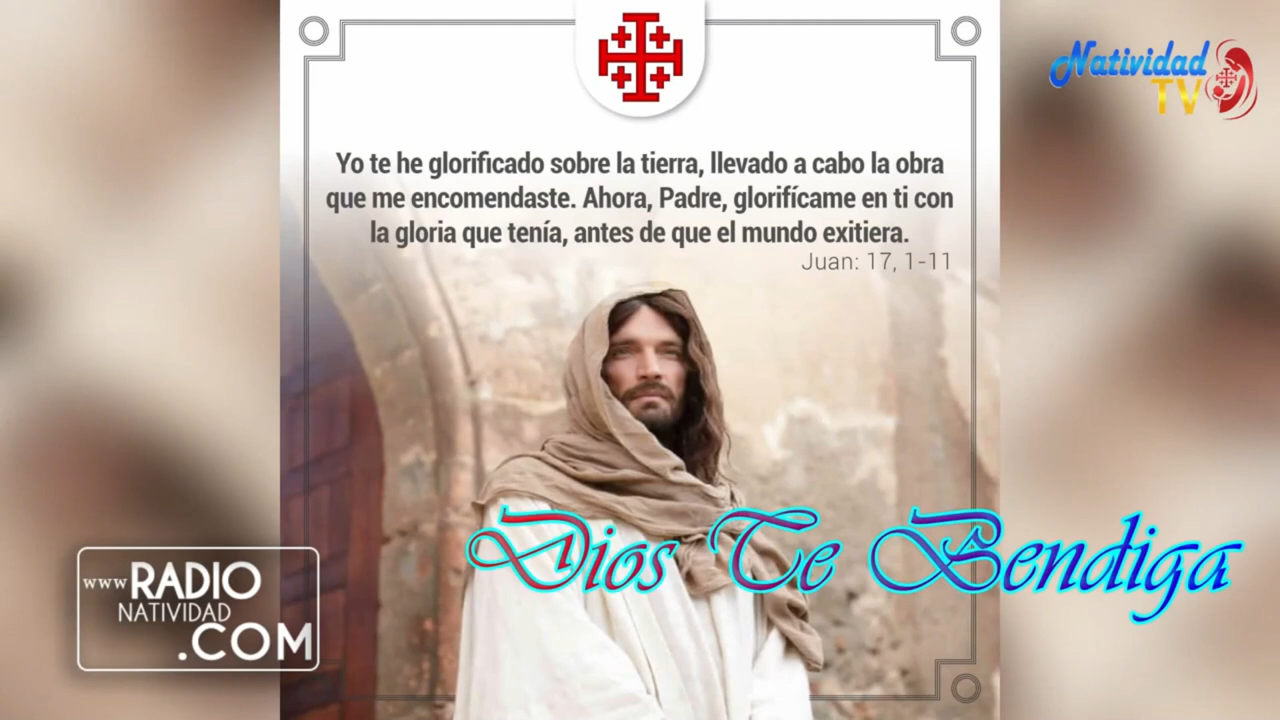 Natividad
TV
Yo te he glorificado sobre la tierra, llevado a cabo la obra
que me encomendaste. Ahora, Padre, glorifícame en ti con
la gloria que tenía, antes de que el mundo exitiera.
Juan: 17, 1-11
Dios Te Bendiga
www RADIO
NATIVIDAD
.COM